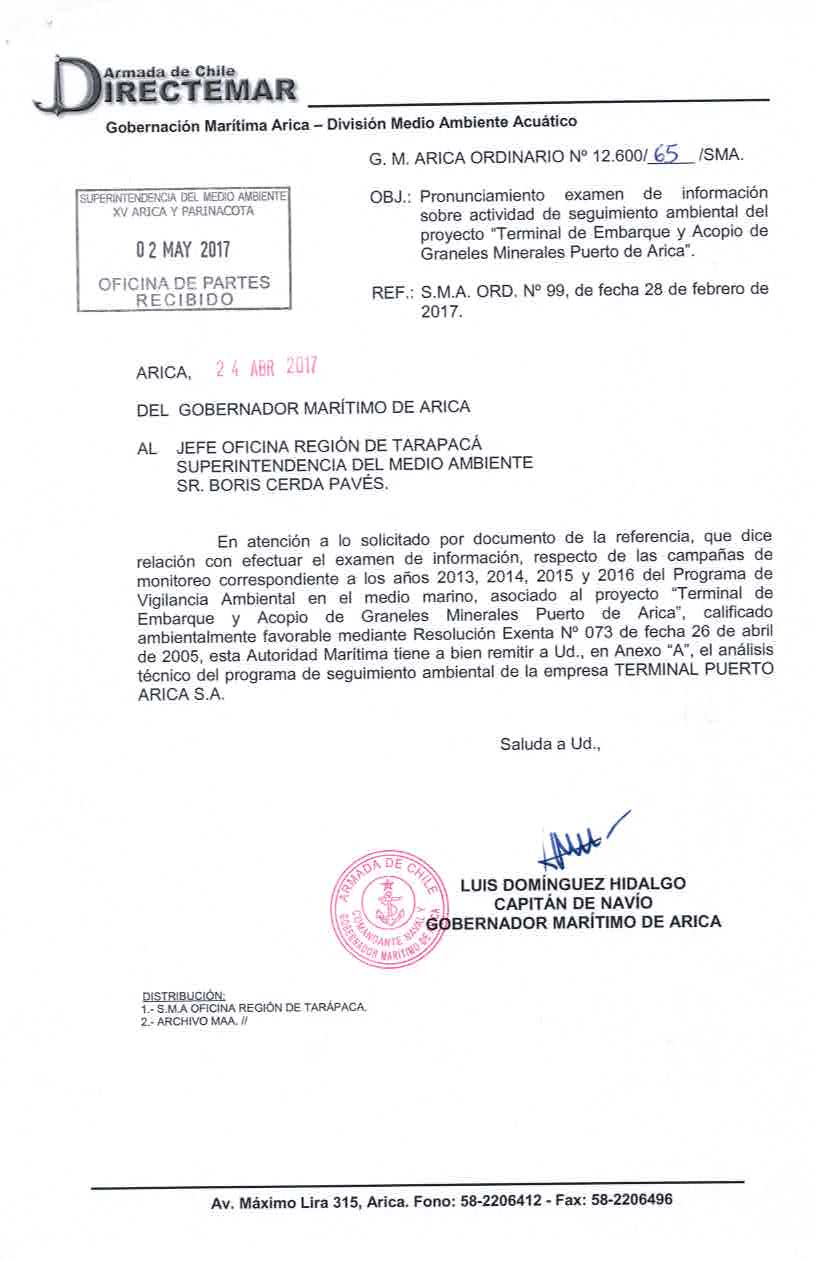 Armada de Chile
DIRECTEMAR
Gobernación Marítima Arica – División Medio Ambiente Acuático
G. M. ARICA ORDINARIO Nº 12.600/ 65 /SMA.
SUPERINTENDENCIA DEL MEDIO AMBIENTE
XV ARICA Y PARINACOTA
02 MAY 2017
OFICINA DE PARTES
RECIBIDO
OBJ.: Pronunciamiento examen de información
sobre actividad de seguimiento ambiental del
proyecto "Terminal de Embarque y Acopio de
Graneles Minerales Puerto de Arica".
REF.: S.M.A. ORD. Nº 99, de fecha 28 de febrero de
2017.
ARICA, 24 ABR 2017
DEL GOBERNADOR MARÍTIMO DE ARICA
AL JEFE OFICINA REGIÓN DE TARAPACÁ
SUPERINTENDENCIA DEL MEDIO AMBIENTE
SR. BORIS CERDA PAVÉS.
En atención a lo solicitado por documento de la referencia, que dice
relación con efectuar el examen de información, respecto de las campañas de
monitoreo correspondiente a los años 2013, 2014, 2015 y 2016 del Programa de
Vigilancia Ambiental en el medio marino, asociado al proyecto "Terminal de
Embarque y Acopio de Graneles Minerales Puerto de Arica", calificado
ambientalmente favorable mediante Resolución Exenta Nº 073 de fecha 26 de abril
de 2005, esta Autoridad Marítima tiene a bien remitir a Ud., en Anexo "A", el análisis
técnico del programa de seguimiento ambiental de la empresa TERMINAL PUERTO
ARICA S.A.
Saluda a Ud.,
ARMADA DE CHILE
COMANDANTE NAVAL Y
GOBERNADOR MARITIMO DE ARICA
LUIS DOMÍNGUEZ HIDALGO
CAPITÁN DE NAVÍO
GOBERNADOR MARÍTIMO DE ARICA
DISTRIBUCIÓN:
1.- S.M.A OFICINA REGIÓN DE TARÁPACA.
2.- ARCHIVO MAA. //
Av. Máximo Lira 315, Arica. Fono: 58-2206412 - Fax: 58-2206496